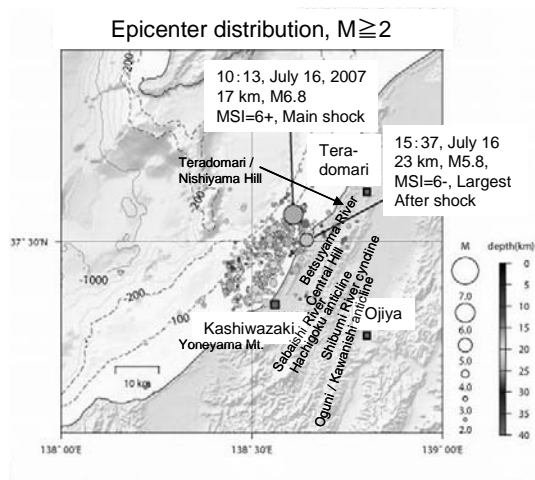 Epicenter distribution, M≧2
10:13, July 16, 2007
17 km, M6.8
MSI=6+, Main shock
15:37, July 16
23 km, M5.8,
MSI=6-, Largest
After shock
Tera-
domari
Teradomari /
Nishiyama Hill
-200
-200
-1000
200
100
37° 30'N
Betsuyama River
Central Hill
Sabaishi River
Hachigoku anticline
Shibumi River cyndine
Oguni / Kawanishi anticline
Kashiwazaki
Yoneyama Mt.
Ojiya
10 km
M
7.0
6.0
5.0
4.0
3.0
2.0
depth(km)
0
5
10
15
20
25
30
35
40
138° 00'E
138° 30'E
139° 00'E